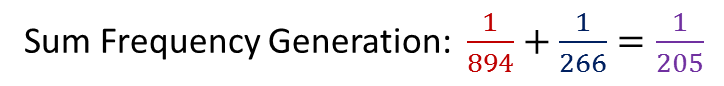 Sum Frequency Generation: 1/894 + 1/266 = 1/205